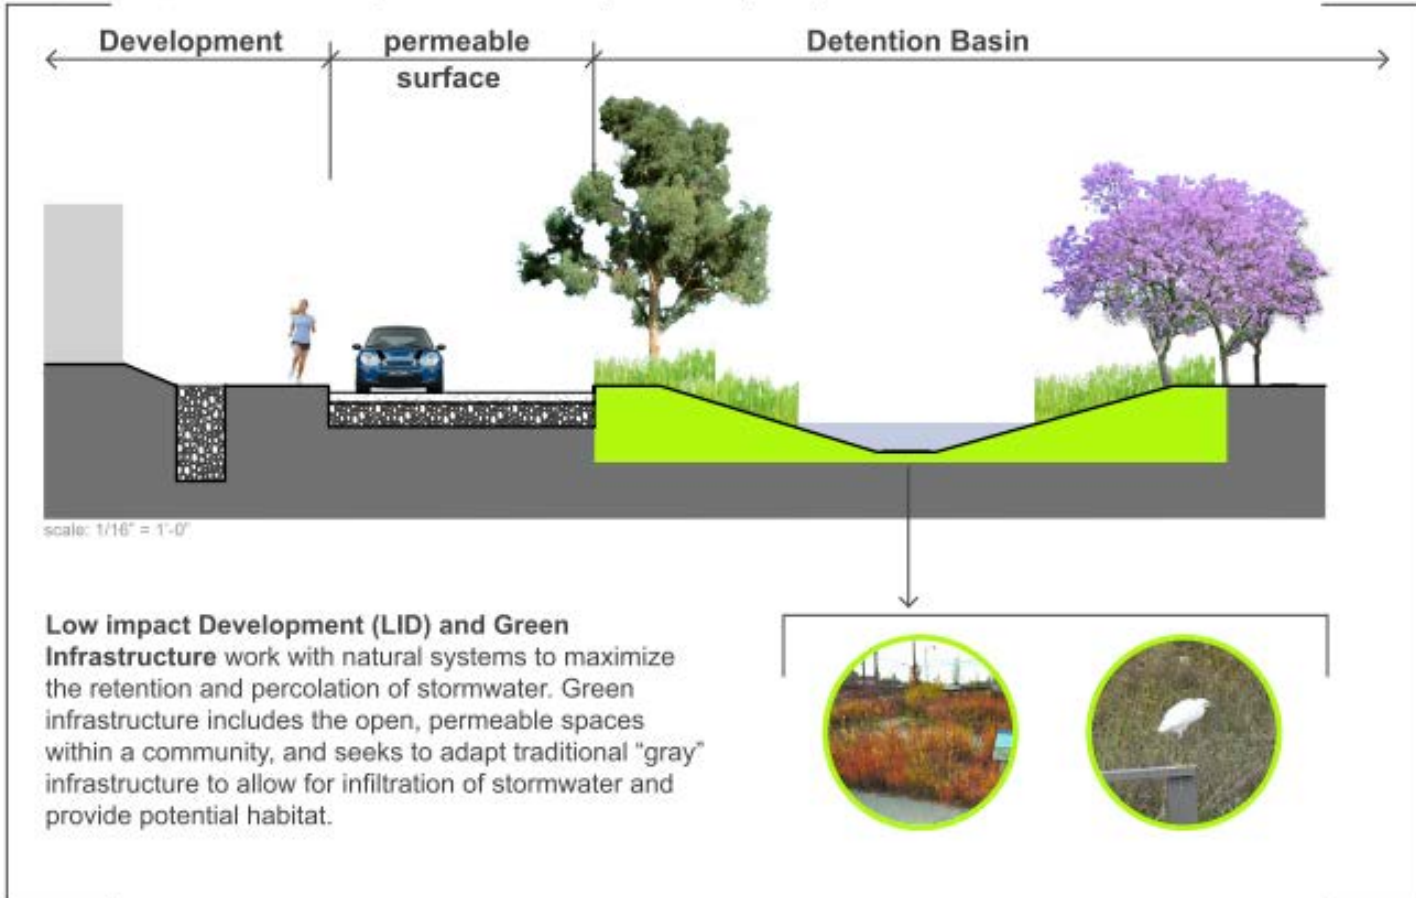 Development
permeable
surface
Detention Basin
scale: 1/16" = 1'-0"
Low impact Development (LID) and Green
Infrastructure work with natural systems to maximize
the retention and percolation of stormwater. Green
infrastructure includes the open, permeable spaces
within a community, and seeks to adapt traditional “gray”
infrastructure to allow for infiltration of stormwater and
provide potential habitat.